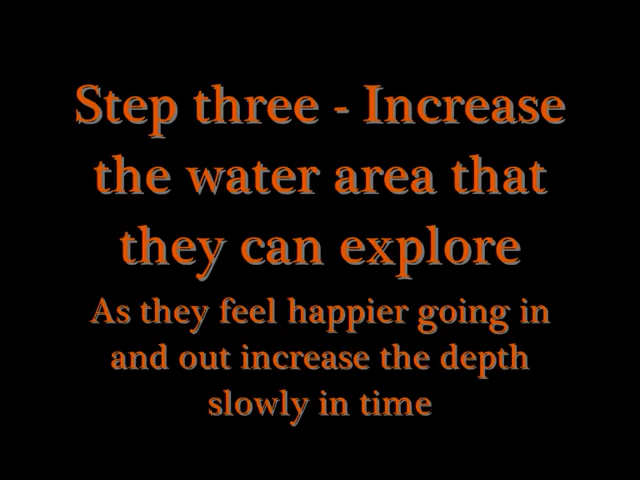 Step three - Increase
the water area that
they can explore
As they feel happier going in
and out increase the depth
slowly in time